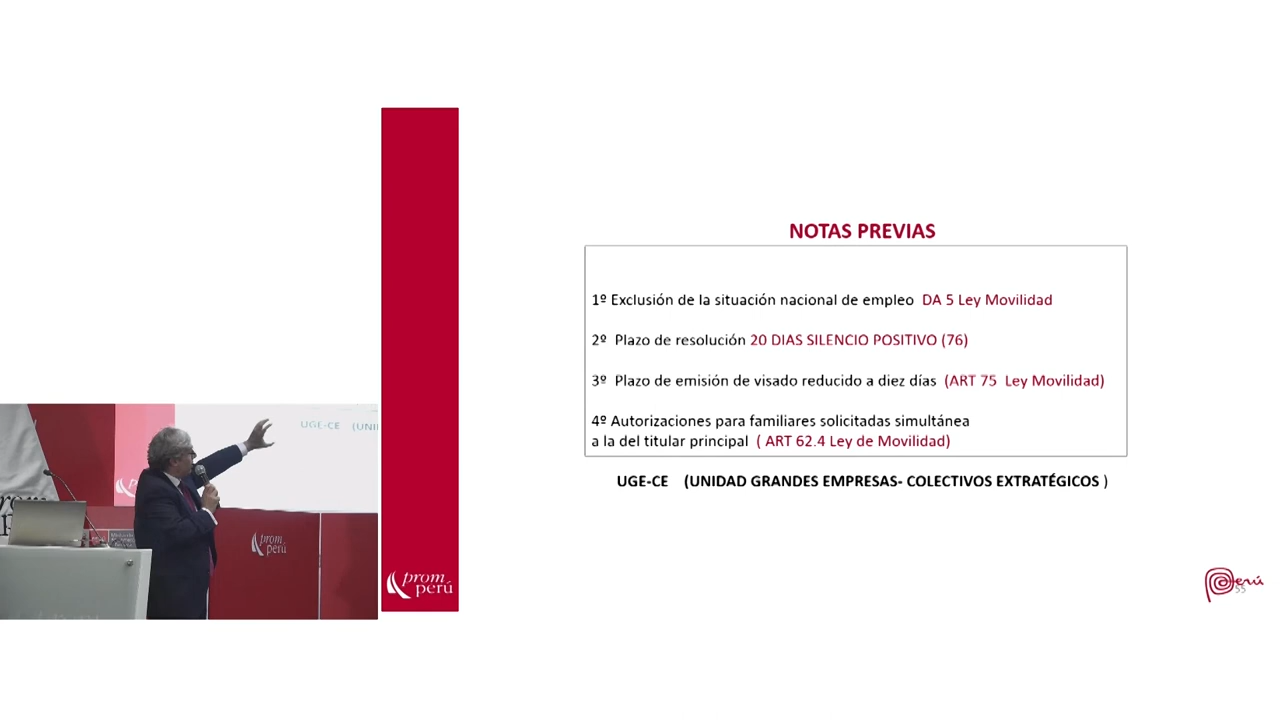 NOTAS PREVIAS
1º Exclusión de la situación nacional de empleo DA 5 Ley Movilidad
2º Plazo de resolución 20 DIAS SILENCIO POSITIVO (76)
3º Plazo de emisión de visado reducido a diez días (ART 75 Ley Movilidad)
4º Autorizaciones para familiares solicitadas simultánea
a la del titular principal ( ART 62.4 Ley de Movilidad)
UGE-CE (UNIDAD GRANDES EMPRESAS- COLECTIVOS EXTRATÉGICOS )
UGE-CE (UNI
prom
perú
prom
perú
Perú
55